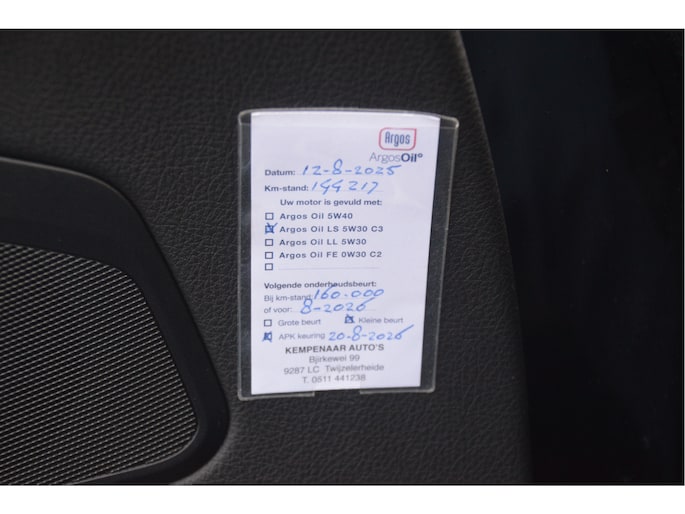 Argos
ArgosOil°
Datum: 12-8-2025
Km-stand: 144217
Uw motor is gevuld met:
Argos Oil 5W40
Argos Oil LS 5W30 C3
Argos Oil LL 5W30
Argos Oil FE 0W30 C2
Volgende onderhoudsbeurt:
Bij km-stand: 160.000
of voor: 8-2026
Grote beurt Kleine beurt
APK keuring 20-8-2026
KEMPENAAR AUTO'S
Bjirkewei 99
9287 LC Twijzelerheide
T. 0511 441238